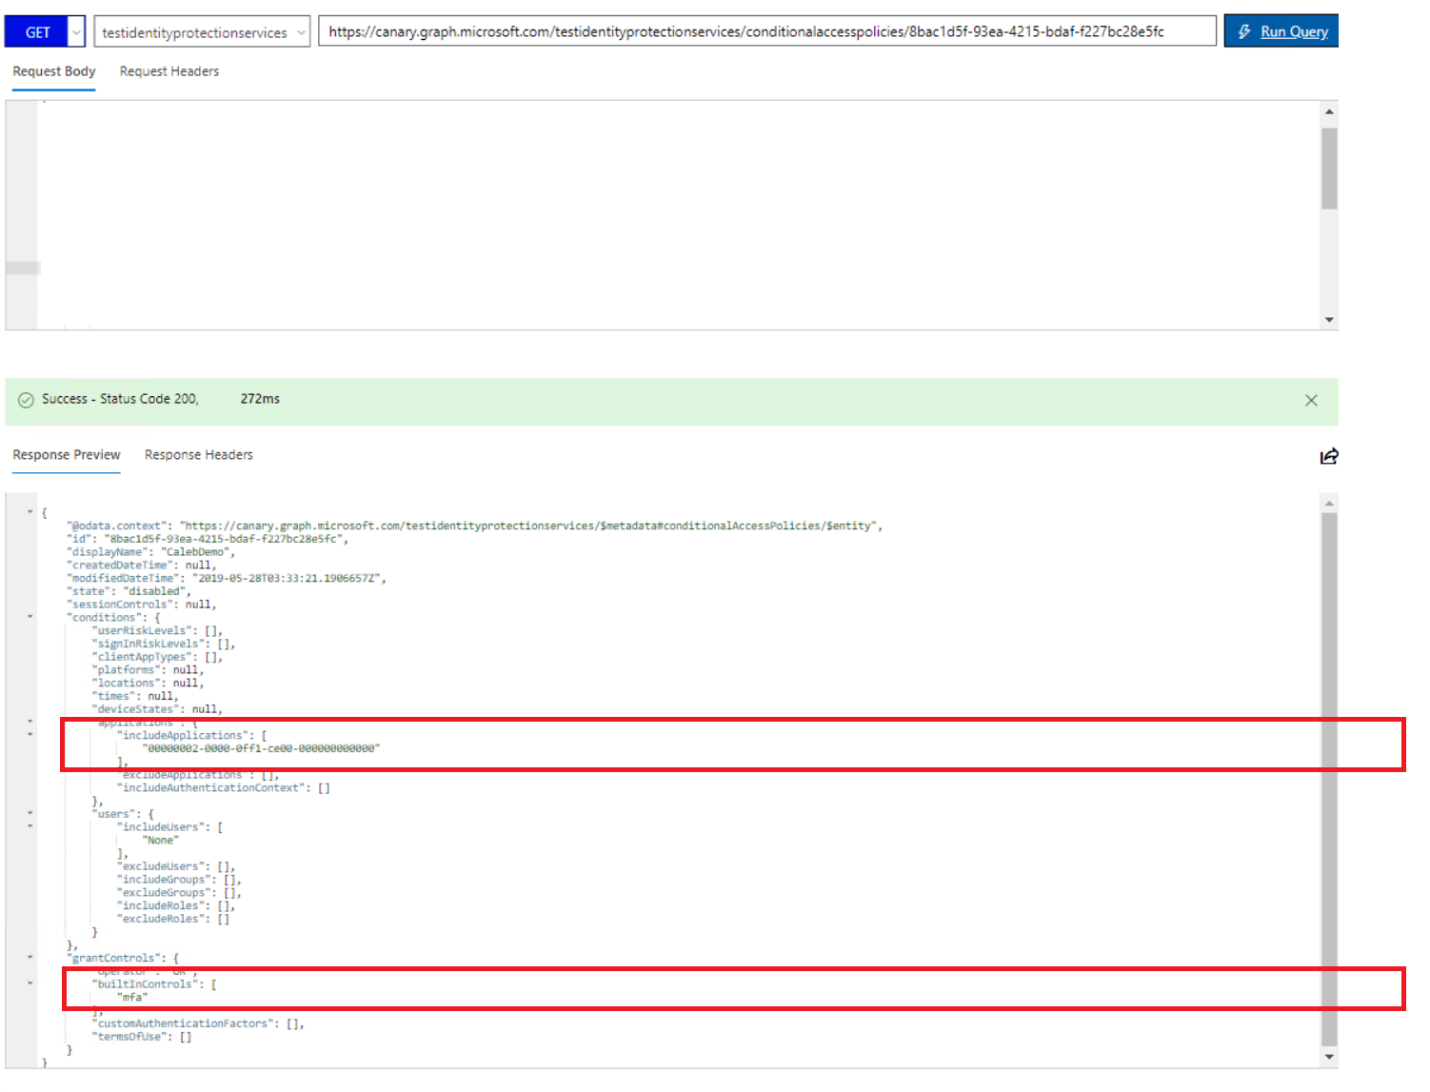 GET testidentityprotectionservices https://canary.graph.microsoft.com/testidentityprotectionservices/conditionalaccesspolicies/8bac1d5f-93ea-4215-bdaf-f227bc28e5fc Run Query
Request Body Request Headers
Success - Status Code 200, 272ms
Response Preview Response Headers
{
"@odata.context": "https://canary.graph.microsoft.com/testidentityprotectionservices/$metadata#conditionalAccessPolicies/$entity",
"id": "8bac1d5f-93ea-4215-bdaf-f227bc28e5fc",
"displayName": "CalebDemo",
"createdDateTime": null,
"modifiedDateTime": "2019-05-28T03:33:21.1906657Z",
"state": "disabled",
"sessionControls": null,
"conditions": {
"userRiskLevels": [],
"signInRiskLevels": [],
"clientAppTypes": [],
"platforms": null,
"locations": null,
"times": null,
"deviceStates": null,
"applications": {
"includeApplications": [
"00000002-0000-0ff1-ce00-000000000000"
],
"excludeApplications": [],
"includeAuthenticationContext": []
},
"users": {
"includeUsers": [
"None"
],
"excludeUsers": [],
"includeGroups": [],
"excludeGroups": [],
"includeRoles": [],
"excludeRoles": []
}
},
"grantControls": {
"operator": "OR",
"builtInControls": [
"mfa"
],
"customAuthenticationFactors": [],
"termsOfUse": []
}
}